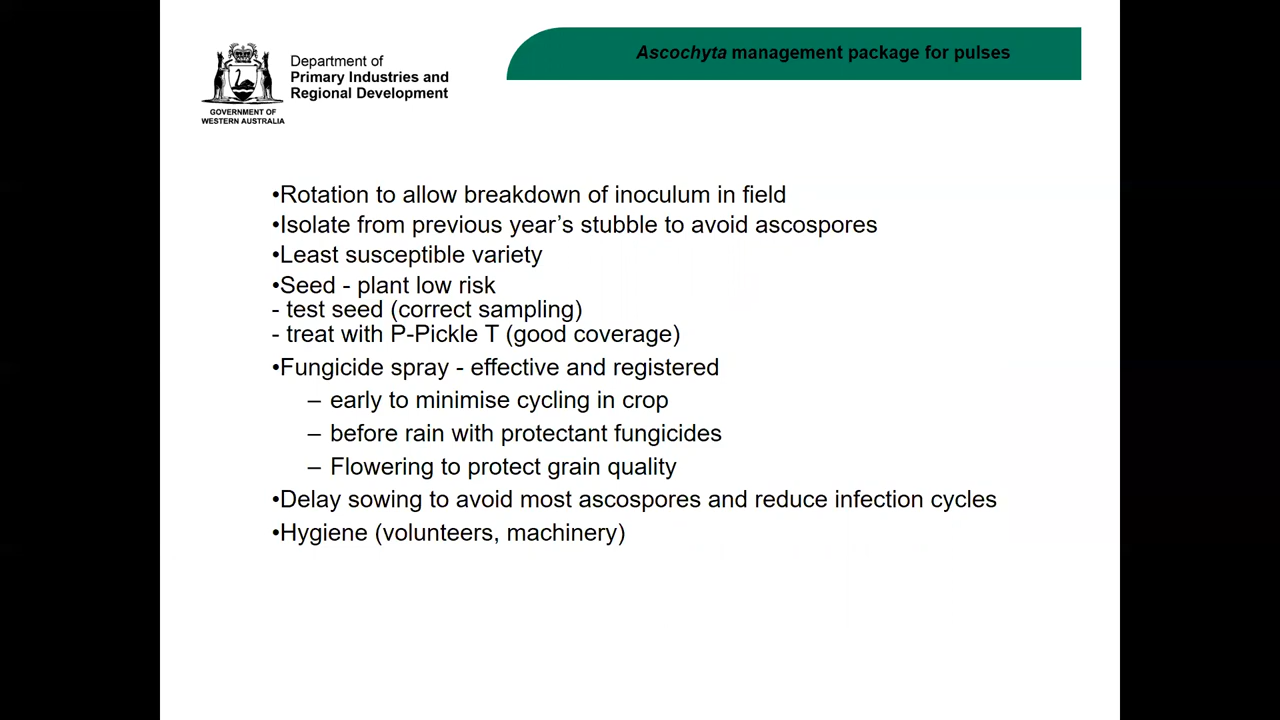 Department of
Primary Industries and
Regional Development
GOVERNMENT OF
WESTERN AUSTRALIA
Ascochyta management package for pulses
•Rotation to allow breakdown of inoculum in field
•Isolate from previous year’s stubble to avoid ascospores
•Least susceptible variety
•Seed - plant low risk
- test seed (correct sampling)
- treat with P-Pickle T (good coverage)
•Fungicide spray - effective and registered
– early to minimise cycling in crop
– before rain with protectant fungicides
– Flowering to protect grain quality
•Delay sowing to avoid most ascospores and reduce infection cycles
•Hygiene (volunteers, machinery)